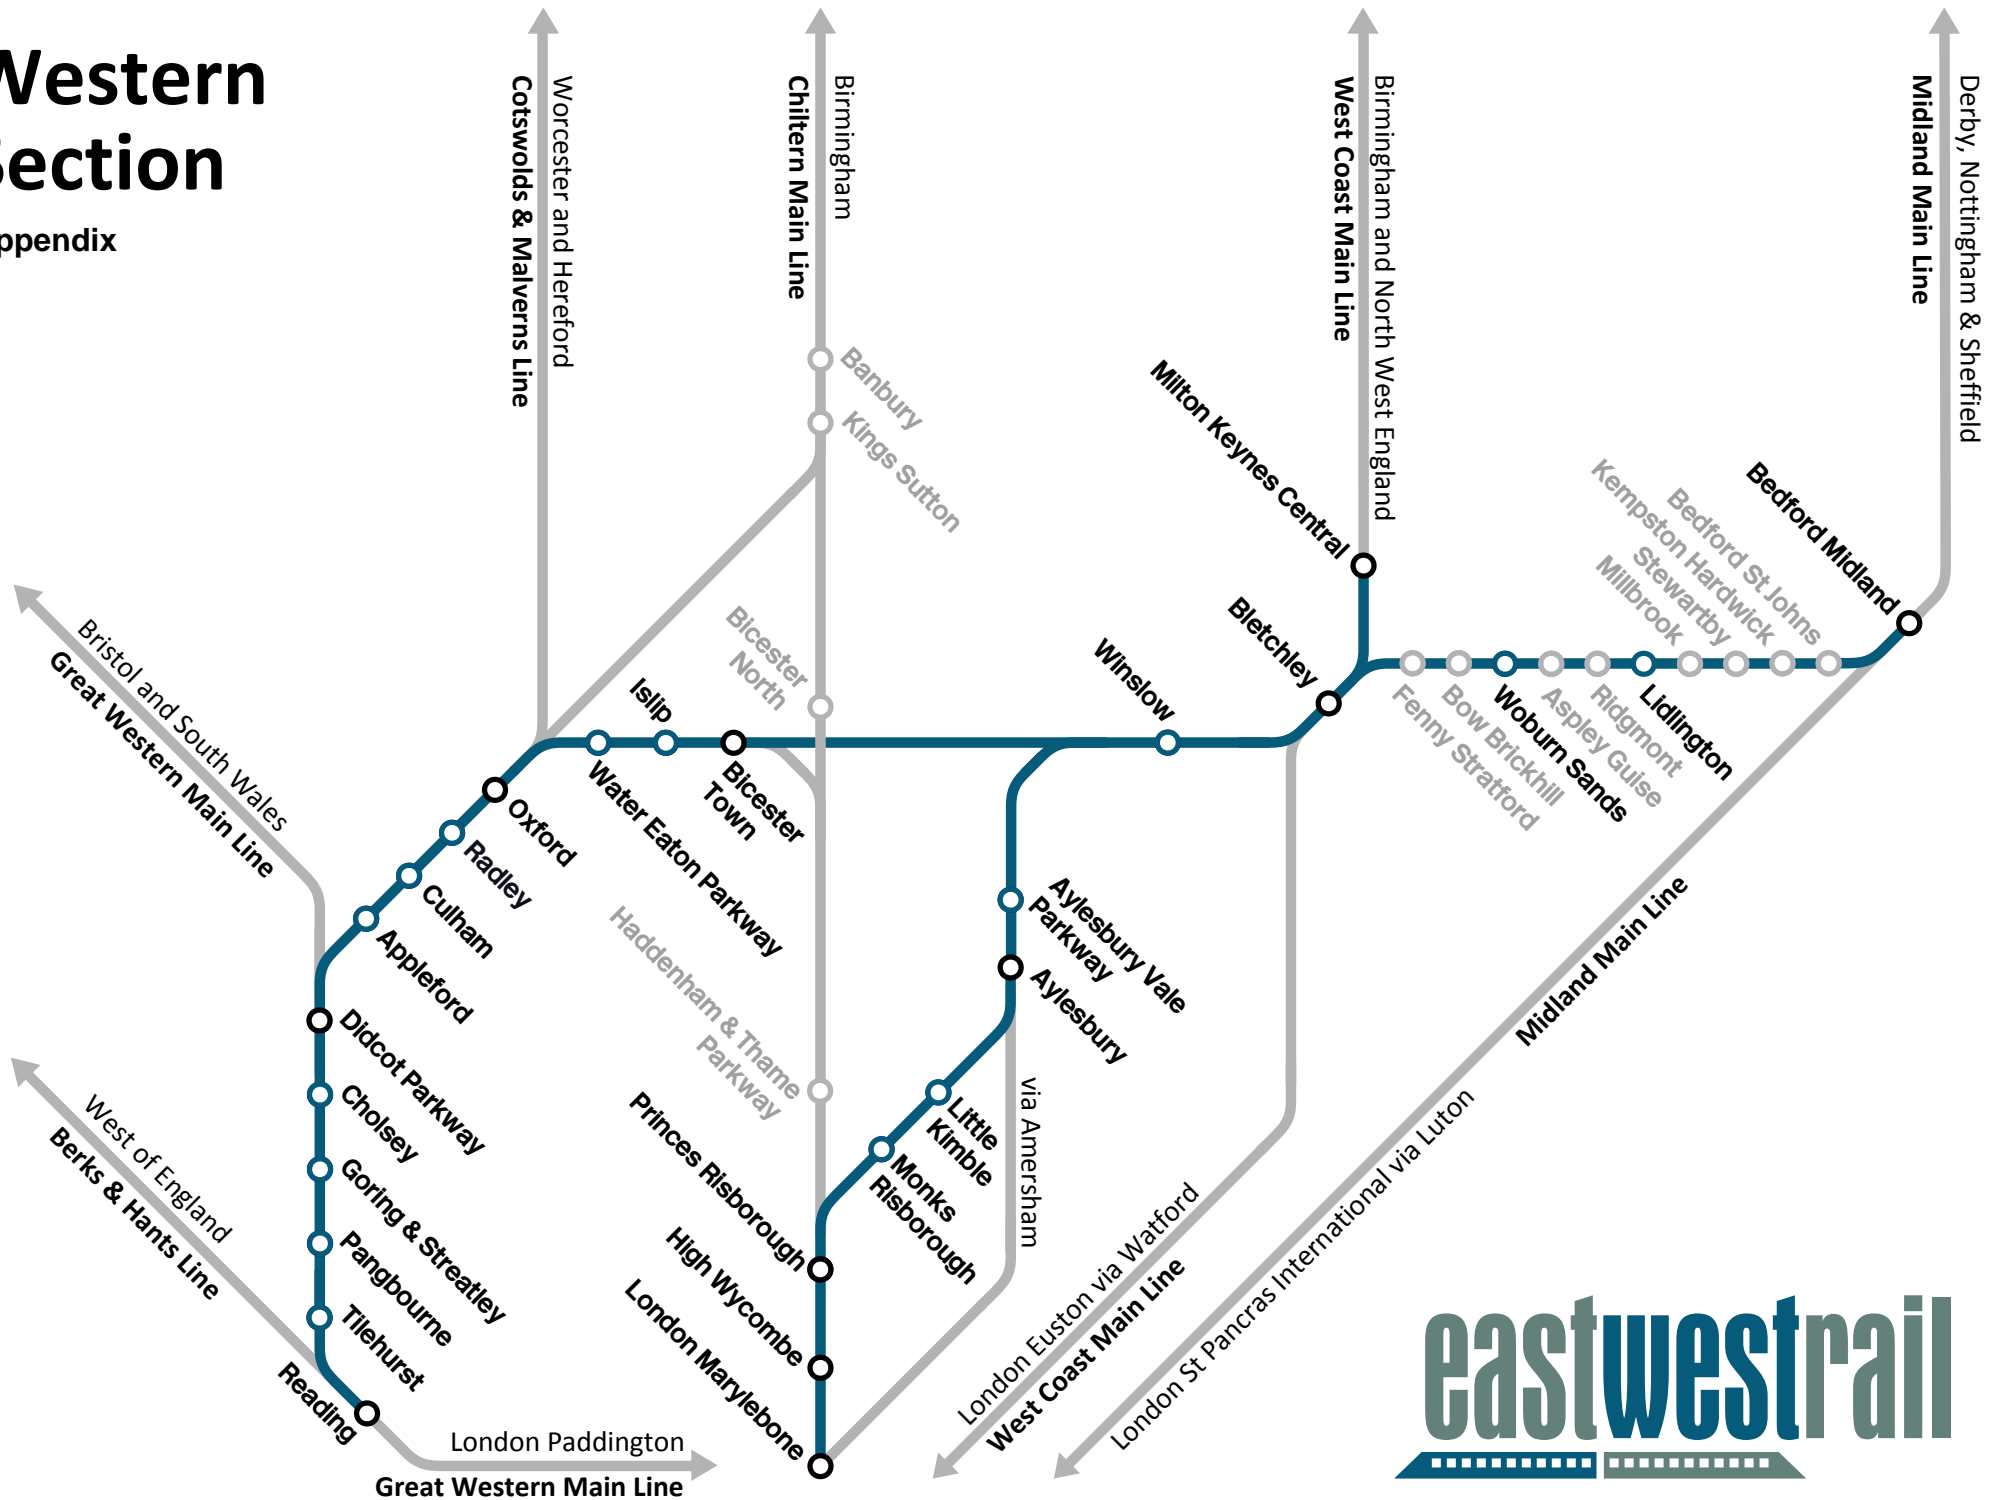 Western
Section
ppendix
Worcester and Hereford
Cotswolds & Malverns Line
Birmingham
Chiltern Main Line
Birmingham and North West England
West Coast Main Line
Derby, Nottingham & Sheffield
Midland Main Line
Banbury
Kings Sutton
Milton Keynes Central
Bedford Midland
Bedford St Johns
Kempston Hardwick
Stewartby
Millbrook
Bletchley
Winslow
Bicester
North
Islip
Bristol and South Wales
Great Western Main Line
Oxford
Radley
Culham
Appleford
Water Eaton Parkway
Bicester
Town
Fenny Stratford
Bow Brickhill
Woburn Sands
Aspley Guise
Ridgmont
Lidlington
Haddenham & Thame
Parkway
Aylesbury Vale
Parkway
Aylesbury
Midland Main Line
Didcot Parkway
Cholsey
Goring & Streatley
Pangbourne
Tilehurst
Reading
West of England
Berks & Hants Line
Princes Risborough
High Wycombe
London Marylebone
Little
Kimble
Monks
Risborough
via Amersham
London Euston via Watford
West Coast Main Line
London St Pancras International via Luton
London Paddington
Great Western Main Line
eastwestrail